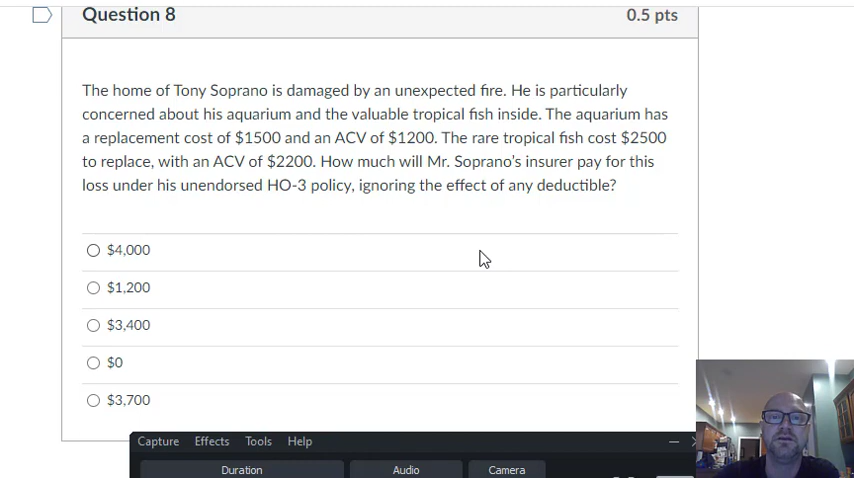 Question 8
0.5 pts
The home of Tony Soprano is damaged by an unexpected fire. He is particularly
concerned about his aquarium and the valuable tropical fish inside. The aquarium has
a replacement cost of $1500 and an ACV of $1200. The rare tropical fish cost $2500
to replace, with an ACV of $2200. How much will Mr. Soprano's insurer pay for this
loss under his unendorsed HO-3 policy, ignoring the effect of any deductible?
$4,000
$1,200
$3,400
$0
$3,700
Capture Effects Tools Help
Duration Audio Camera